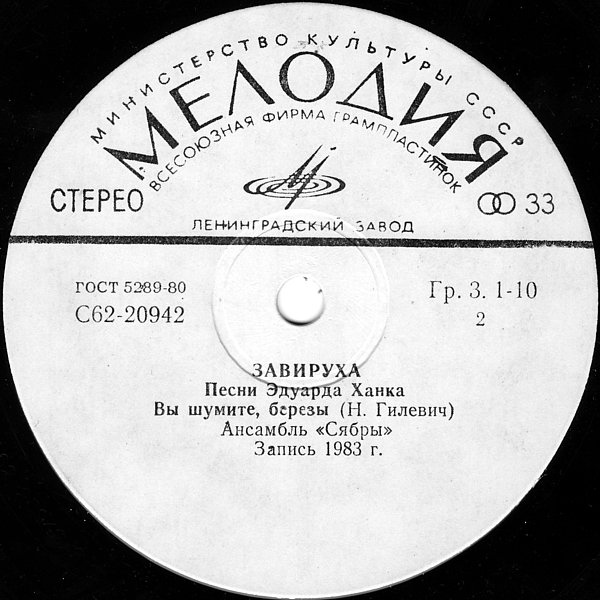 МИНИСТЕРСТВО КУЛЬТУРЫ СССР
МЕЛОДИЯ
ВСЕСОЮЗНАЯ ФИРМА ГРАМПЛАСТИНОК
СТЕРЕО
33
ЛЕНИНГРАДСКИЙ ЗАВОД
ГОСТ 5289-80
С62-20942
Гр. 3. 1-10
2
ЗАВИРУХА
Песни Эдуарда Ханка
Вы шумите, березы (Н. Гилевич)
Ансамбль «Сябры»
Запись 1983 г.